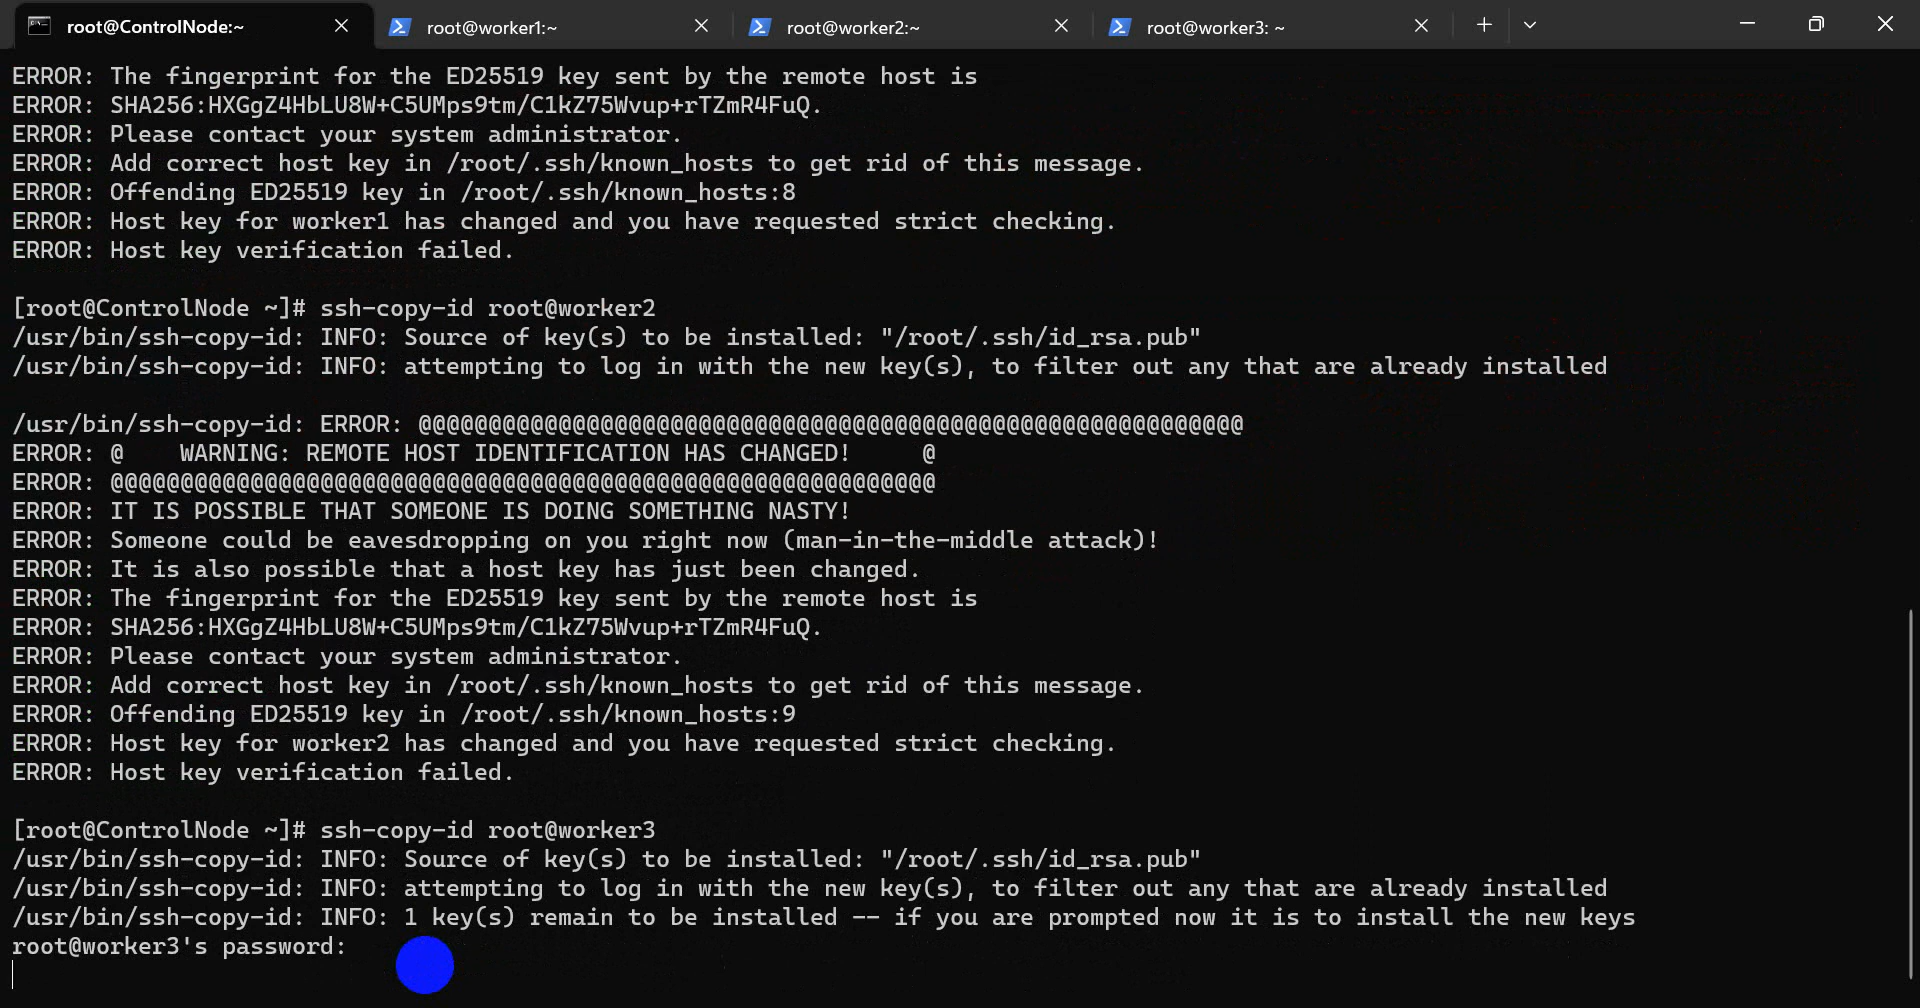 root@ControlNode:~
root@worker1:~
root@worker2:~
root@worker3: ~
ERROR: The fingerprint for the ED25519 key sent by the remote host is
ERROR: SHA256:HXGgZ4HbLU8W+C5UMps9tm/C1kZ75Wvup+rTZmR4FuQ.
ERROR: Please contact your system administrator.
ERROR: Add correct host key in /root/.ssh/known_hosts to get rid of this message.
ERROR: Offending ED25519 key in /root/.ssh/known_hosts:8
ERROR: Host key for worker1 has changed and you have requested strict checking.
ERROR: Host key verification failed.
[root@ControlNode ~]# ssh-copy-id root@worker2
/usr/bin/ssh-copy-id: INFO: Source of key(s) to be installed: "/root/.ssh/id_rsa.pub"
/usr/bin/ssh-copy-id: INFO: attempting to log in with the new key(s), to filter out any that are already installed
/usr/bin/ssh-copy-id: ERROR: @@@@@@@@@@@@@@@@@@@@@@@@@@@@@@@@@@@@@@@@@@@@@@@@@@@@@@@@@@@
ERROR: @    WARNING: REMOTE HOST IDENTIFICATION HAS CHANGED!     @
ERROR: @@@@@@@@@@@@@@@@@@@@@@@@@@@@@@@@@@@@@@@@@@@@@@@@@@@@@@@@@@@
ERROR: IT IS POSSIBLE THAT SOMEONE IS DOING SOMETHING NASTY!
ERROR: Someone could be eavesdropping on you right now (man-in-the-middle attack)!
ERROR: It is also possible that a host key has just been changed.
ERROR: The fingerprint for the ED25519 key sent by the remote host is
ERROR: SHA256:HXGgZ4HbLU8W+C5UMps9tm/C1kZ75Wvup+rTZmR4FuQ.
ERROR: Please contact your system administrator.
ERROR: Add correct host key in /root/.ssh/known_hosts to get rid of this message.
ERROR: Offending ED25519 key in /root/.ssh/known_hosts:9
ERROR: Host key for worker2 has changed and you have requested strict checking.
ERROR: Host key verification failed.
[root@ControlNode ~]# ssh-copy-id root@worker3
/usr/bin/ssh-copy-id: INFO: Source of key(s) to be installed: "/root/.ssh/id_rsa.pub"
/usr/bin/ssh-copy-id: INFO: attempting to log in with the new key(s), to filter out any that are already installed
/usr/bin/ssh-copy-id: INFO: 1 key(s) remain to be installed -- if you are prompted now it is to install the new keys
root@worker3's password: